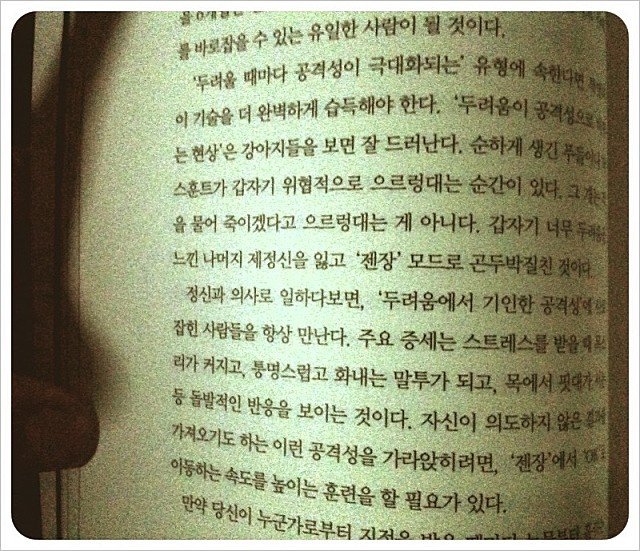 를 바로잡을 수 있는 유일한 사람이 될 것이다.
'두려울 때마다 공격성이 극대화되는' 유형에 속한다면
이 기술을 더 완벽하게 습득해야 한다. '두려움이 공격성으로
는 현상'은 강아지들을 보면 잘 드러난다. 순하게 생긴 푸들이나
스훈트가 갑자기 위협적으로 으르렁대는 순간이 있다. 그 개는
을 물어 죽이겠다고 으르렁대는 게 아니다. 갑자기 너무 두려움을
느낀 나머지 제정신을 잃고 '젠장' 모드로 곤두박질친 것이다.
정신과 의사로 일하다보면, '두려움에서 기인한 공격성'에
잡힌 사람들을 항상 만난다. 주요 증세는 스트레스를 받을 때
리가 커지고, 퉁명스럽고 화내는 말투가 되고, 목에서 핏대가
등 돌발적인 반응을 보이는 것이다. 자신이 의도하지 않은
가져오기도 하는 이런 공격성을 가라앉히려면, '젠장'에서
이동하는 속도를 높이는 훈련을 할 필요가 있다.
만약 당신이 누군가로부터